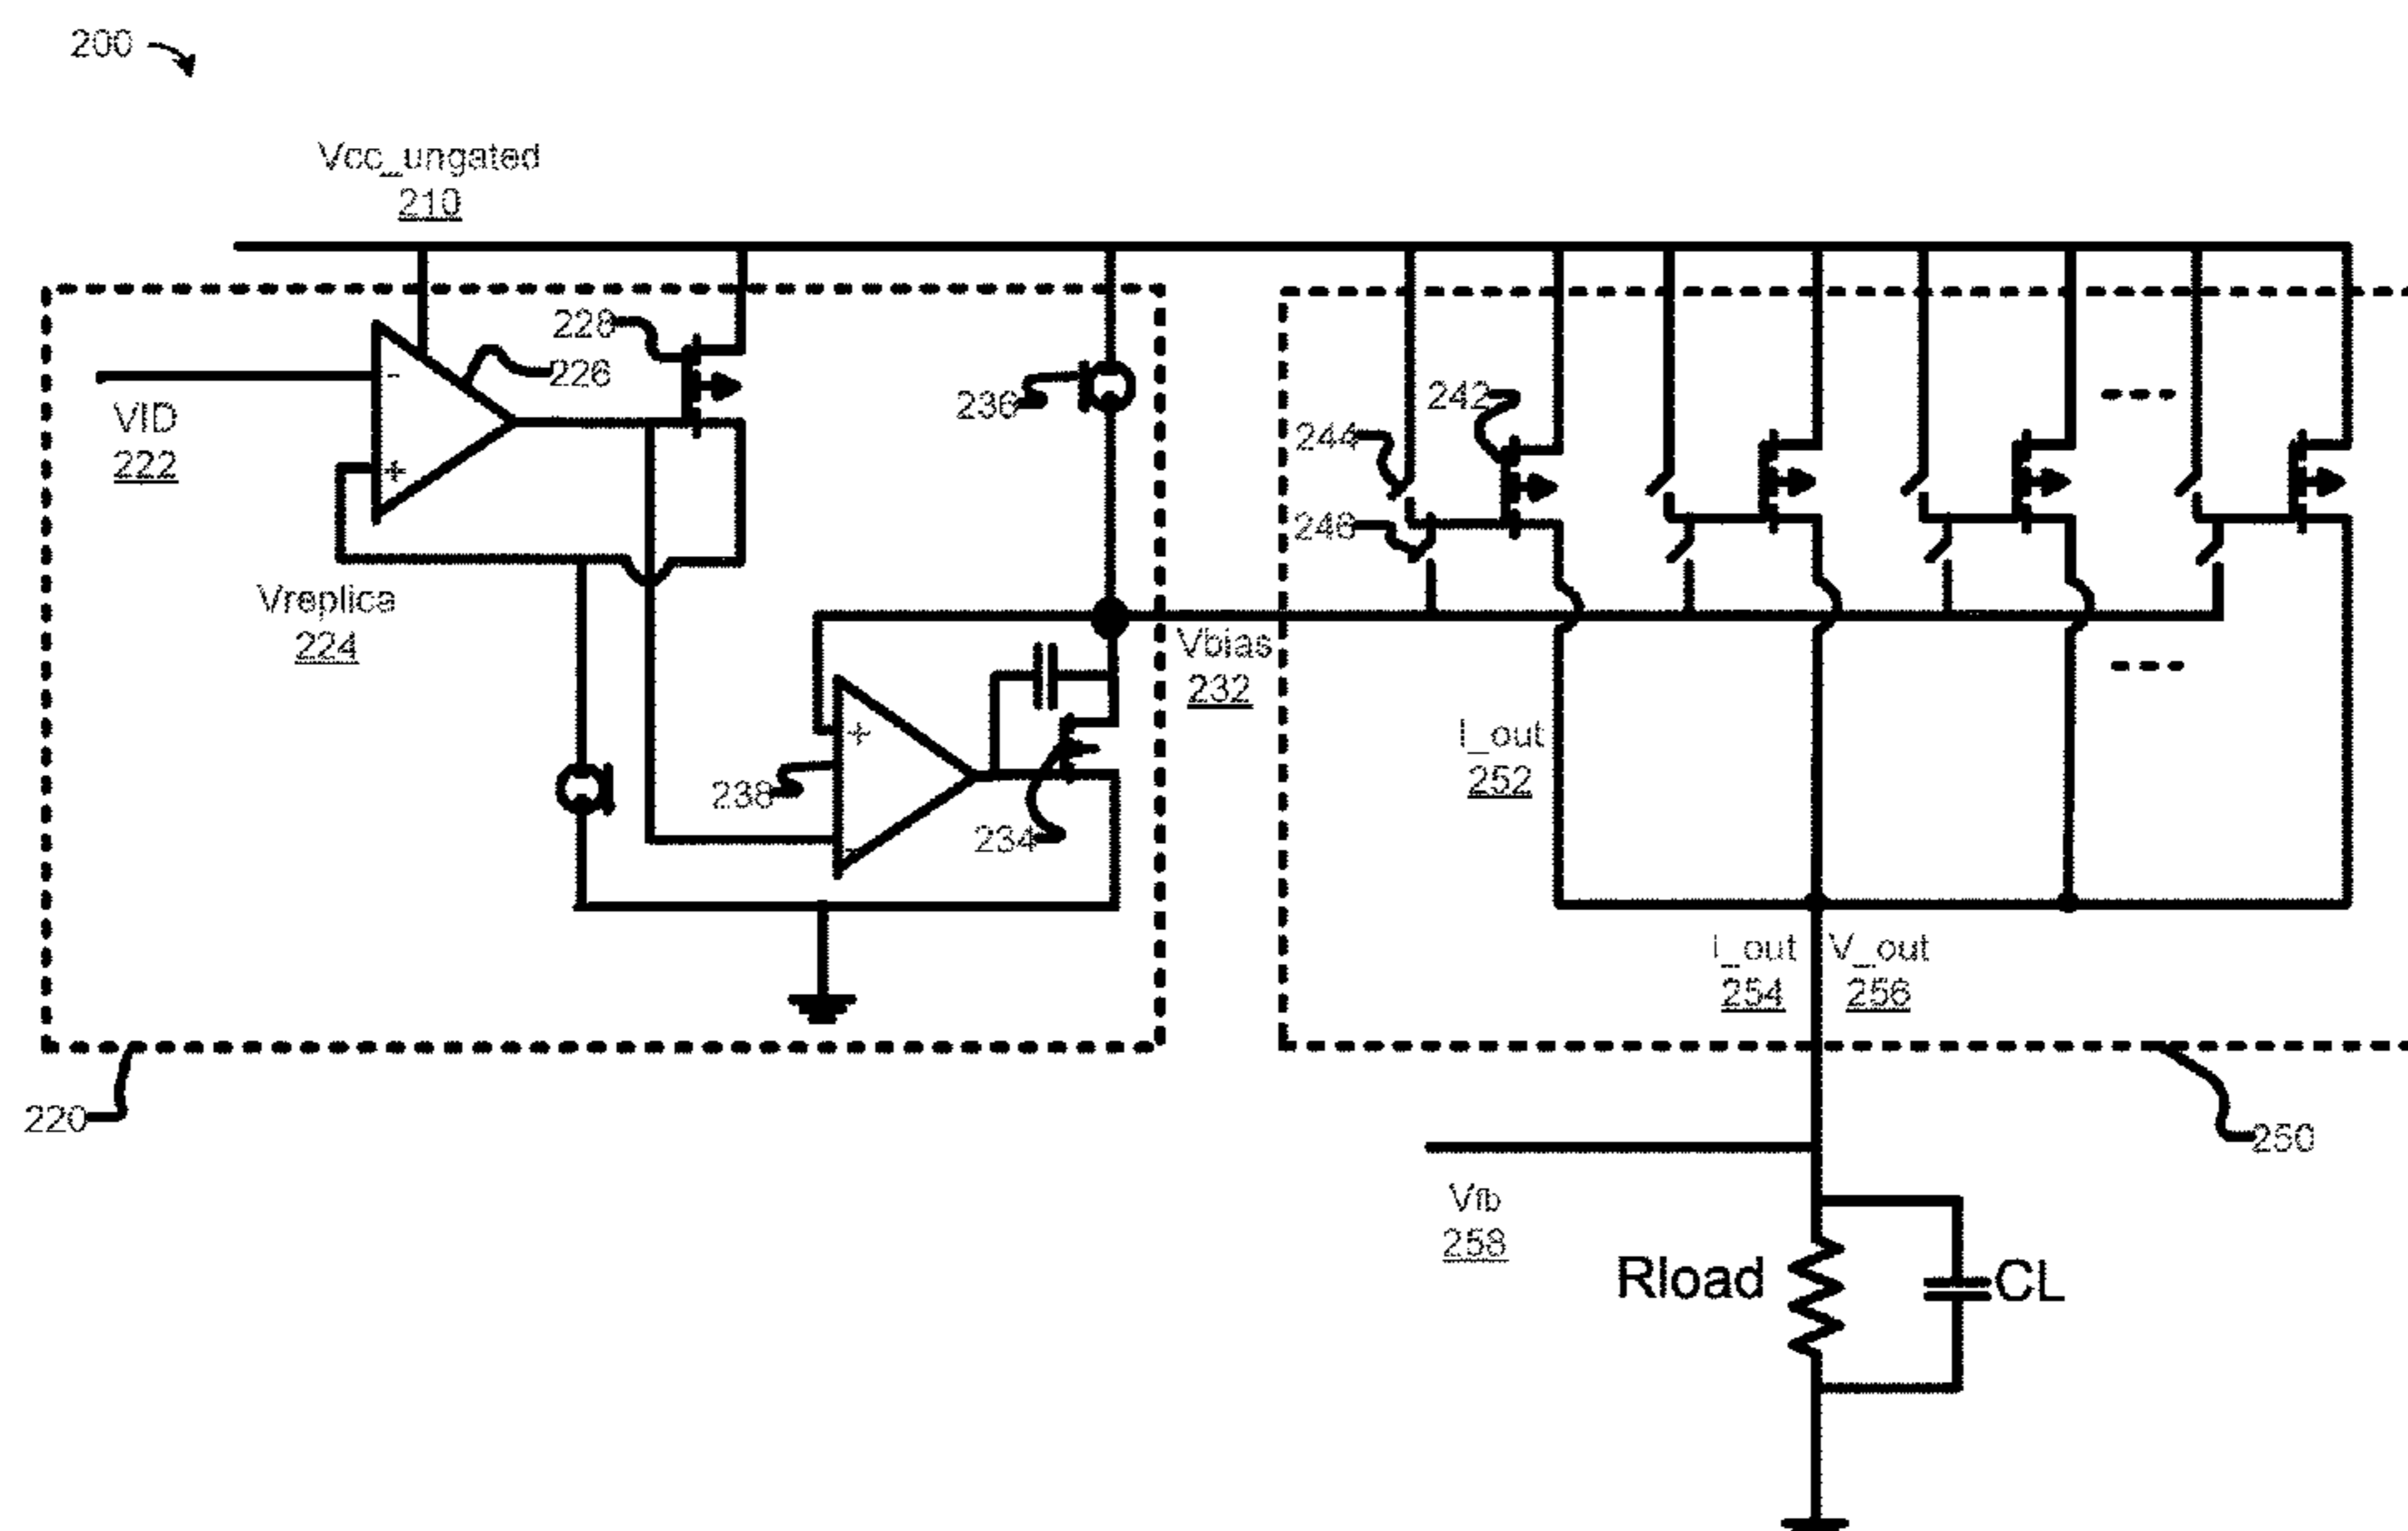 200
Vcc_ungated
210
228
226
VID
222
236
242
244
246
-
+
Vreplica
224
Vbias
232
+
-
238
234
I_out
252
I_out
254
V_out
256
220
250
Vfb
258
Rload
CL